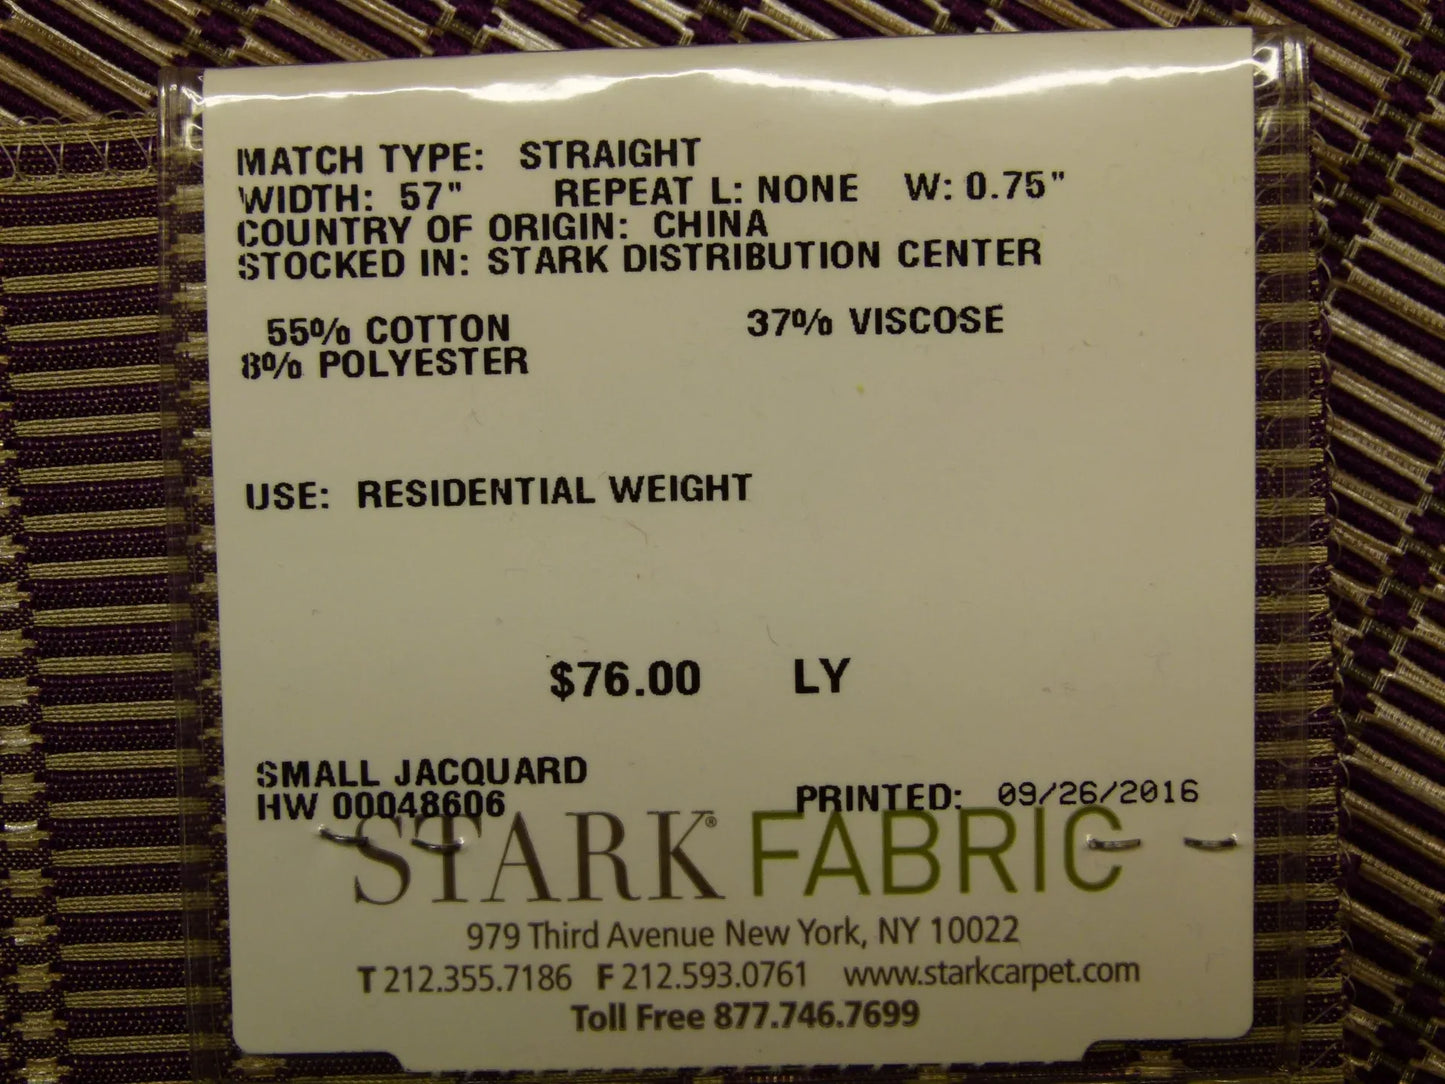 MATCH TYPE: STRAIGHT
WIDTH: 57" REPEAT L: NONE W: 0.75"
COUNTRY OF ORIGIN: CHINA
STOCKED IN: STARK DISTRIBUTION CENTER
55% COTTON 37% VISCOSE
8% POLYESTER
USE: RESIDENTIAL WEIGHT
$76.00 LY
SMALL JACQUARD
HW 00048606 PRINTED: 09/26/2016
STARK® FABRIC
979 Third Avenue New York, NY 10022
T 212.355.7186 F 212.593.0761 www.starkcarpet.com
Toll Free 877.746.7699